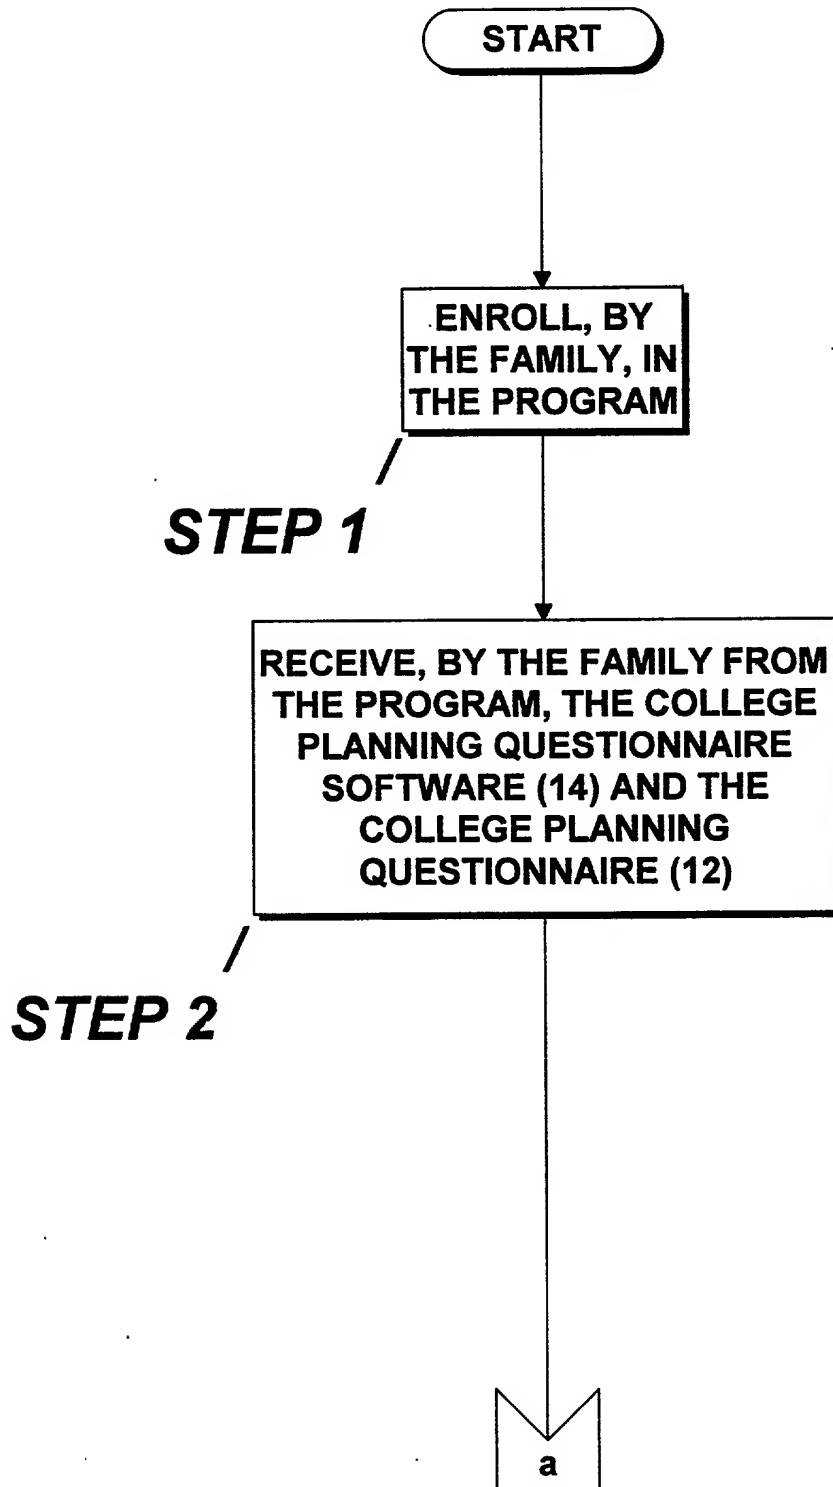 START
ENROLL, BY
THE FAMILY, IN
THE PROGRAM
STEP 1
RECEIVE, BY THE FAMILY FROM
THE PROGRAM, THE COLLEGE
PLANNING QUESTIONNAIRE
SOFTWARE (14) AND THE
COLLEGE PLANNING
QUESTIONNAIRE (12)
STEP 2
a